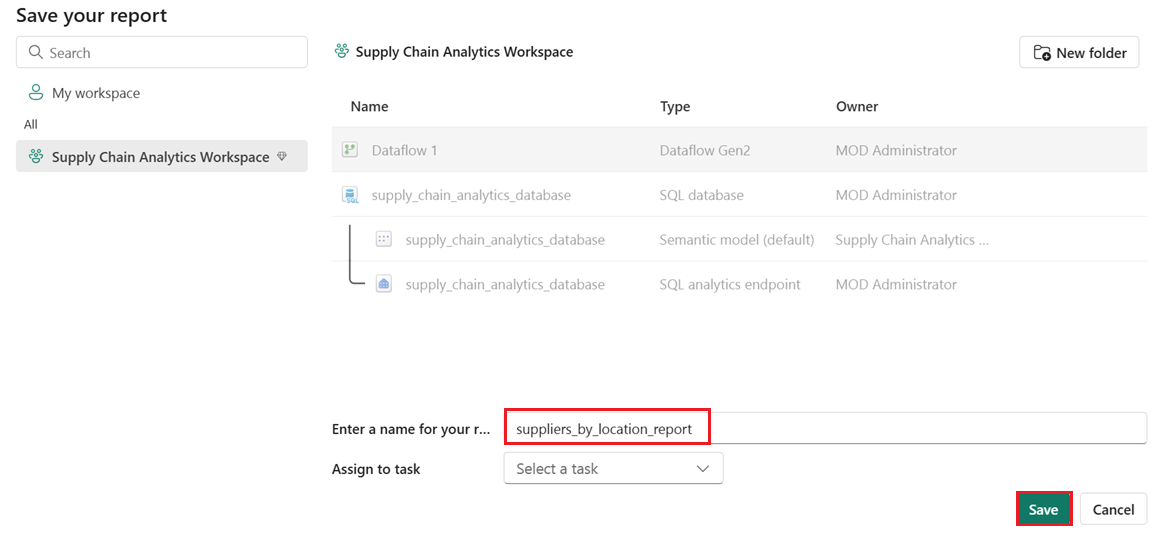 Save your report
Search
My workspace
All
Supply Chain Analytics Workspace
Supply Chain Analytics Workspace
New folder
Name Type Owner
Dataflow 1 Dataflow Gen2 MOD Administrator
supply_chain_analytics_database SQL database MOD Administrator
supply_chain_analytics_database Semantic model (default) Supply Chain Analytics ...
supply_chain_analytics_database SQL analytics endpoint MOD Administrator
Enter a name for your r... suppliers_by_location_report
Assign to task Select a task
Save Cancel